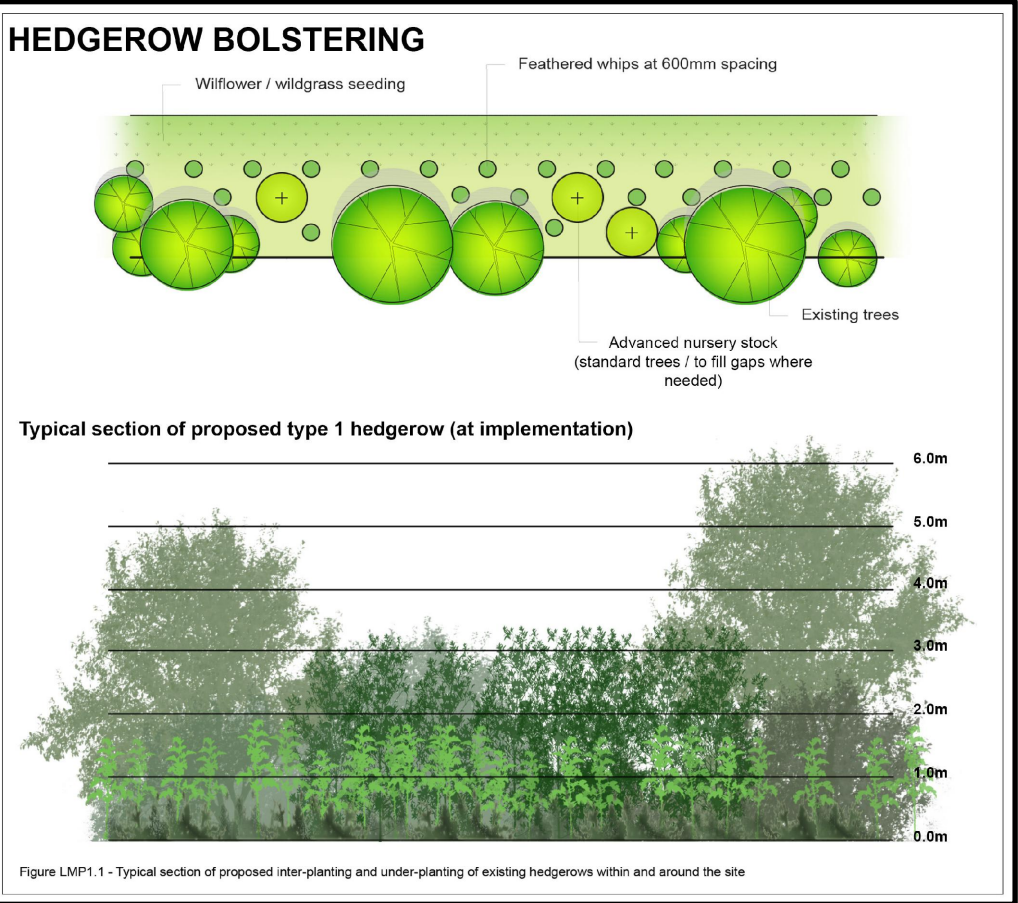 HEDGEROW BOLSTERING
Feathered whips at 600mm spacing
Wilflower / wildgrass seeding
Existing trees
Advanced nursery stock
(standard trees / to fill gaps where
needed)
Typical section of proposed type 1 hedgerow (at implementation)
6.0m
5.0m
4.0m
3.0m
2.0m
1.0m
0.0m
Figure LMP1.1 - Typical section of proposed inter-planting and under-planting of existing hedgerows within and around the site